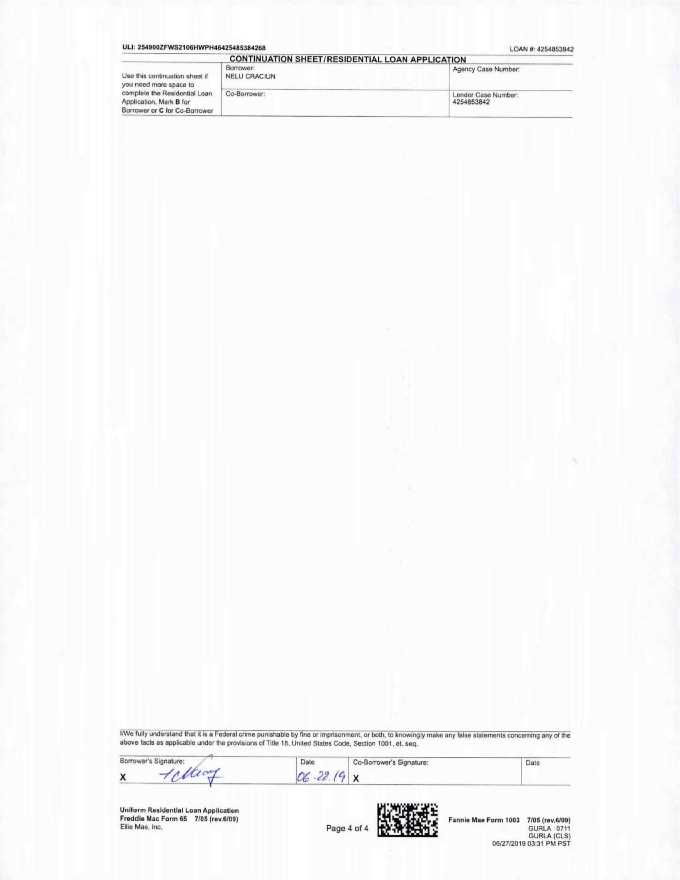 ULI: 254900ZFWS2106HWPH46425485384268
LOAN #: 4254853842
CONTINUATION SHEET/RESIDENTIAL LOAN APPLICATION
Use this continuation sheet if
you need more space to
complete the Residential Loan
Application, Mark B for
Borrower or C for Co-Borrower
Borrower:
NELU CRACIUN
Agency Case Number:
Co-Borrower:
Lender Case Number:
4254853842
I/We fully understand that it is a Federal crime punishable by fine or imprisonment, or both, to knowingly make any false statements concerning any of the
above facts as applicable under the provisions of Title 18, United States Code, Section 1001, et. seq.
Borrower's Signature:
X
Date
06.28.19
Co-Borrower's Signature:
X
Date
Uniform Residential Loan Application
Freddie Mac Form 65 7/05 (rev.6/09)
Ellie Mae, Inc.
Page 4 of 4
Fannie Mae Form 1003 7/05 (rev.6/09)
GURLA 0711
GURLA (CLS)
06/27/2019 03:31 PM PST